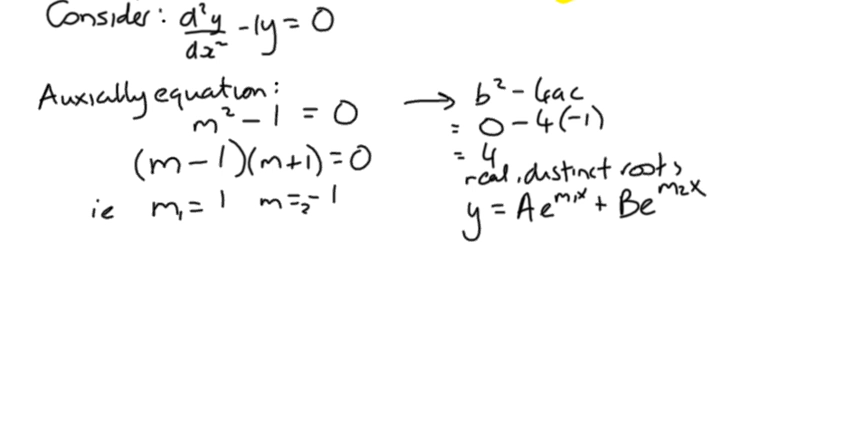 Consider: d²y/dx² - 1y = 0
Auxially equation:
m² - 1 = 0
(m - 1)(m + 1) = 0
ie m₁ = 1 m₂ = -1
→ b² - 4ac
= 0 - 4(-1)
= 4
real, distinct roots
y = Ae^(m₁x) + Be^(m₂x)